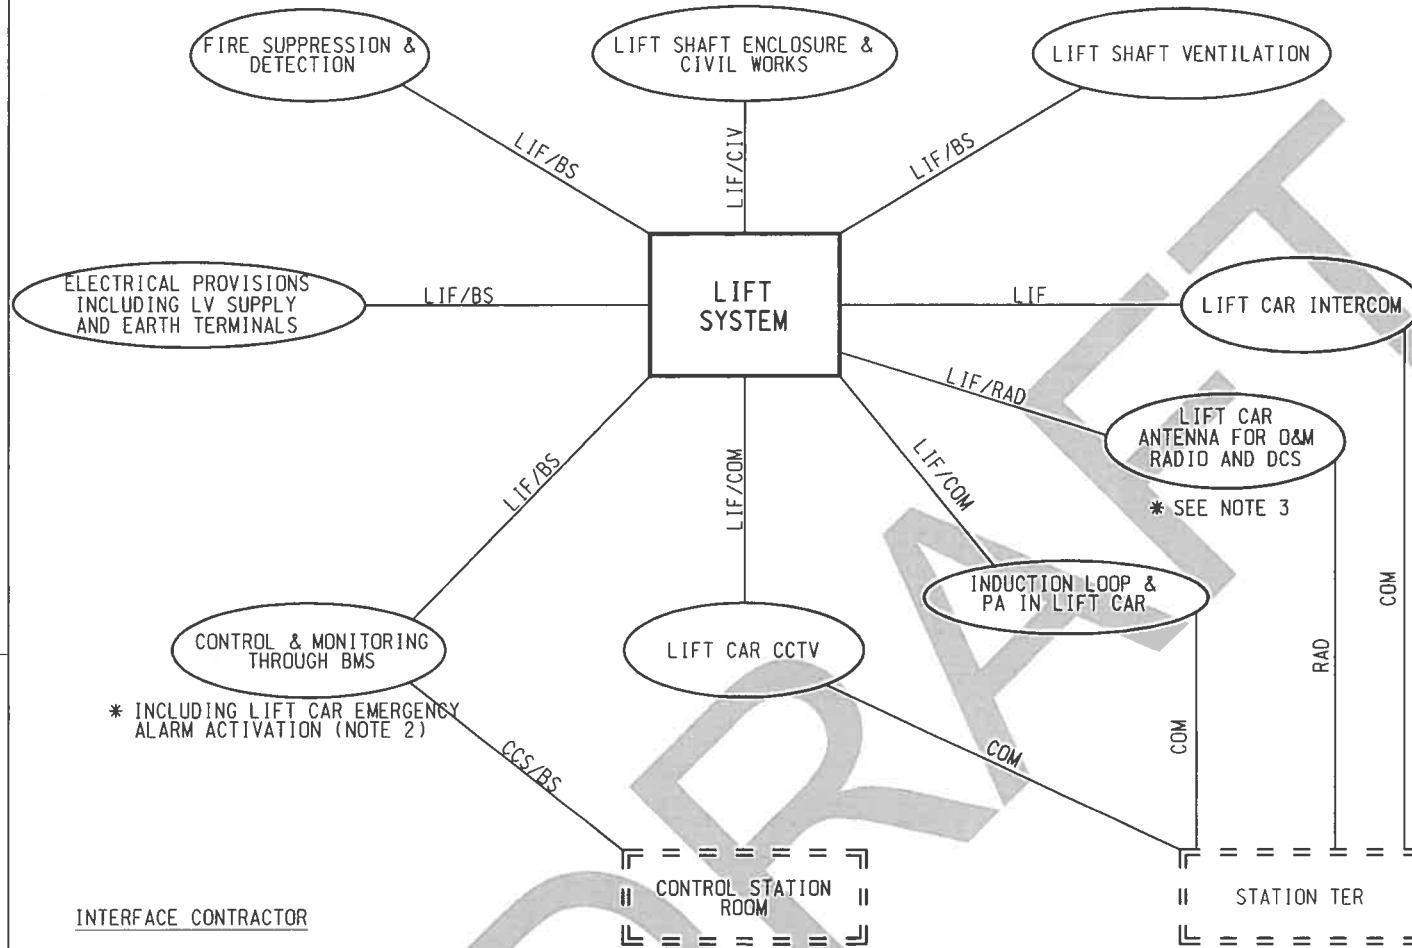 FIRE SUPPRESSION &
DETECTION
LIFT SHAFT ENCLOSURE &
CIVIL WORKS
LIFT SHAFT VENTILATION
LIF/BS
LIF/CIV
LIF/BS
ELECTRICAL PROVISIONS
INCLUDING LV SUPPLY
AND EARTH TERMINALS
LIF/BS
LIFT
SYSTEM
LIF
LIFT CAR INTERCOM
LIF/RAD
LIFT CAR
ANTENNA FOR O&M
RADIO AND DCS
* SEE NOTE 3
LIF/BS
LIF/COM
LIF/COM
INDUCTION LOOP &
PA IN LIFT CAR
COM
RAD
CONTROL & MONITORING
THROUGH BMS
* INCLUDING LIFT CAR EMERGENCY
ALARM ACTIVATION (NOTE 2)
LIFT CAR CCTV
CCS/BS
COM
COM
CONTROL STATION
ROOM
STATION TER
INTERFACE CONTRACTOR
DRAFT